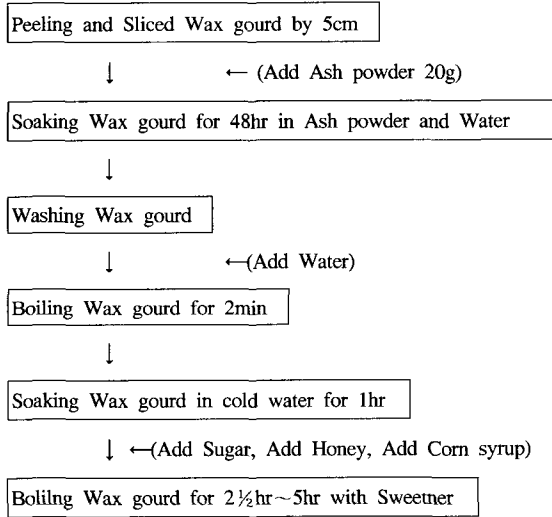 Peeling and Sliced Wax gourd by 5cm
↓ ← (Add Ash powder 20g)
Soaking Wax gourd for 48hr in Ash powder and Water
↓
Washing Wax gourd
↓ ←(Add Water)
Boiling Wax gourd for 2min
↓
Soaking Wax gourd in cold water for 1hr
↓ ←(Add Sugar, Add Honey, Add Corn syrup)
Bolilng Wax gourd for 2½hr~5hr with Sweetner